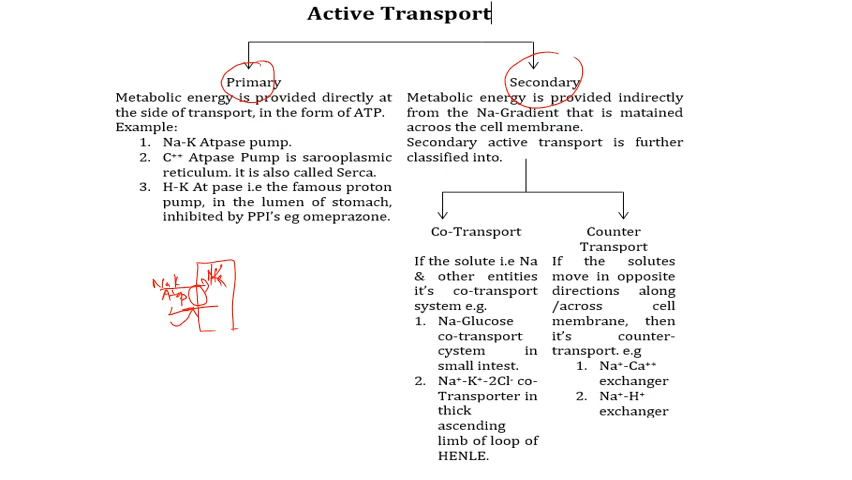 Active Transport
Primary
Metabolic energy is provided directly at
the side of transport, in the form of ATP.
Example:
1. Na-K Atpase pump.
2. C⁺⁺ Atpase Pump is sarooplasmic
reticulum. it is also called Serca.
3. H-K At pase i.e the famous proton
pump, in the lumen of stomach,
inhibited by PPI's eg omeprazone.
Na K
Secondary
Metabolic energy is provided indirectly
from the Na-Gradient that is matained
acroos the cell membrane.
Secondary active transport is further
classified into.
Co-Transport
If the solute i.e Na
& other entities
it's co-transport
system e.g.
1. Na-Glucose
co-transport
cystem in
small intest.
2. Na⁺-K⁺-2Cl⁻ co-
Transporter in
thick
ascending
limb of loop of
HENLE.
Counter
Transport
If the solutes
move in opposite
directions along
/across cell
membrane, then
it's counter-
transport. e.g
1. Na⁺-Ca⁺⁺
exchanger
2. Na⁺-H⁺
exchanger